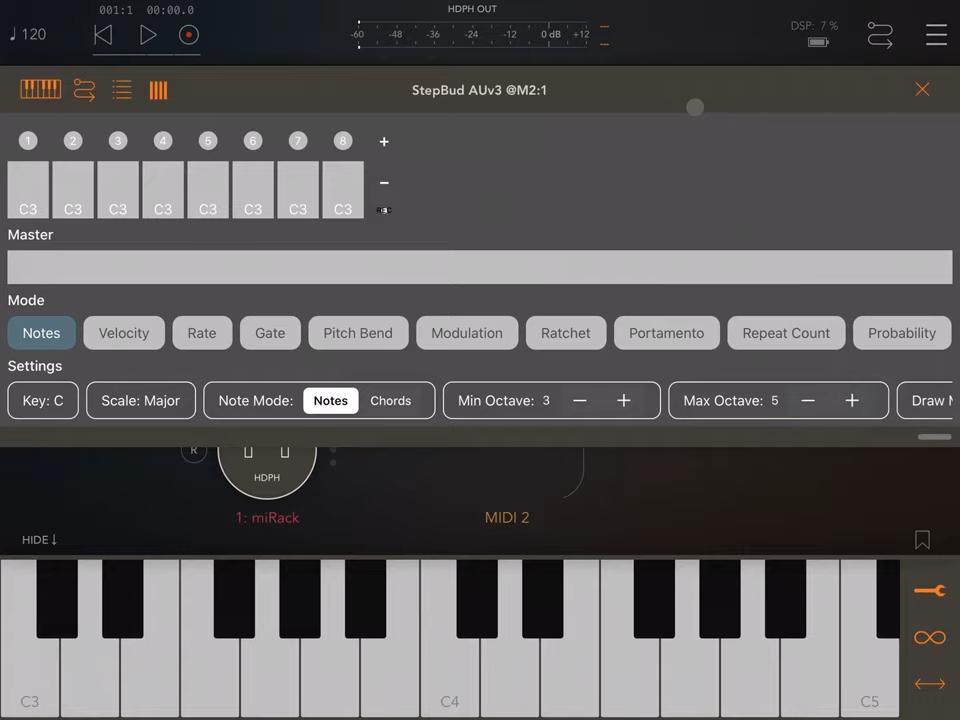 001:1 00:00.0
♩120
HDPH OUT
-60 -48 -36 -24 -12 0 dB +12
DSP: 7 %
StepBud AUv3 @M2:1
1 2 3 4 5 6 7 8 +
C3 C3 C3 C3 C3 C3 C3 C3
−
Master
Mode
Notes Velocity Rate Gate Pitch Bend Modulation Ratchet Portamento Repeat Count Probability
Settings
Key: C Scale: Major Note Mode: Notes Chords Min Octave: 3 − + Max Octave: 5 − + Draw M
R
HDPH
1: miRack
MIDI 2
HIDE↓
C3 C4 C5